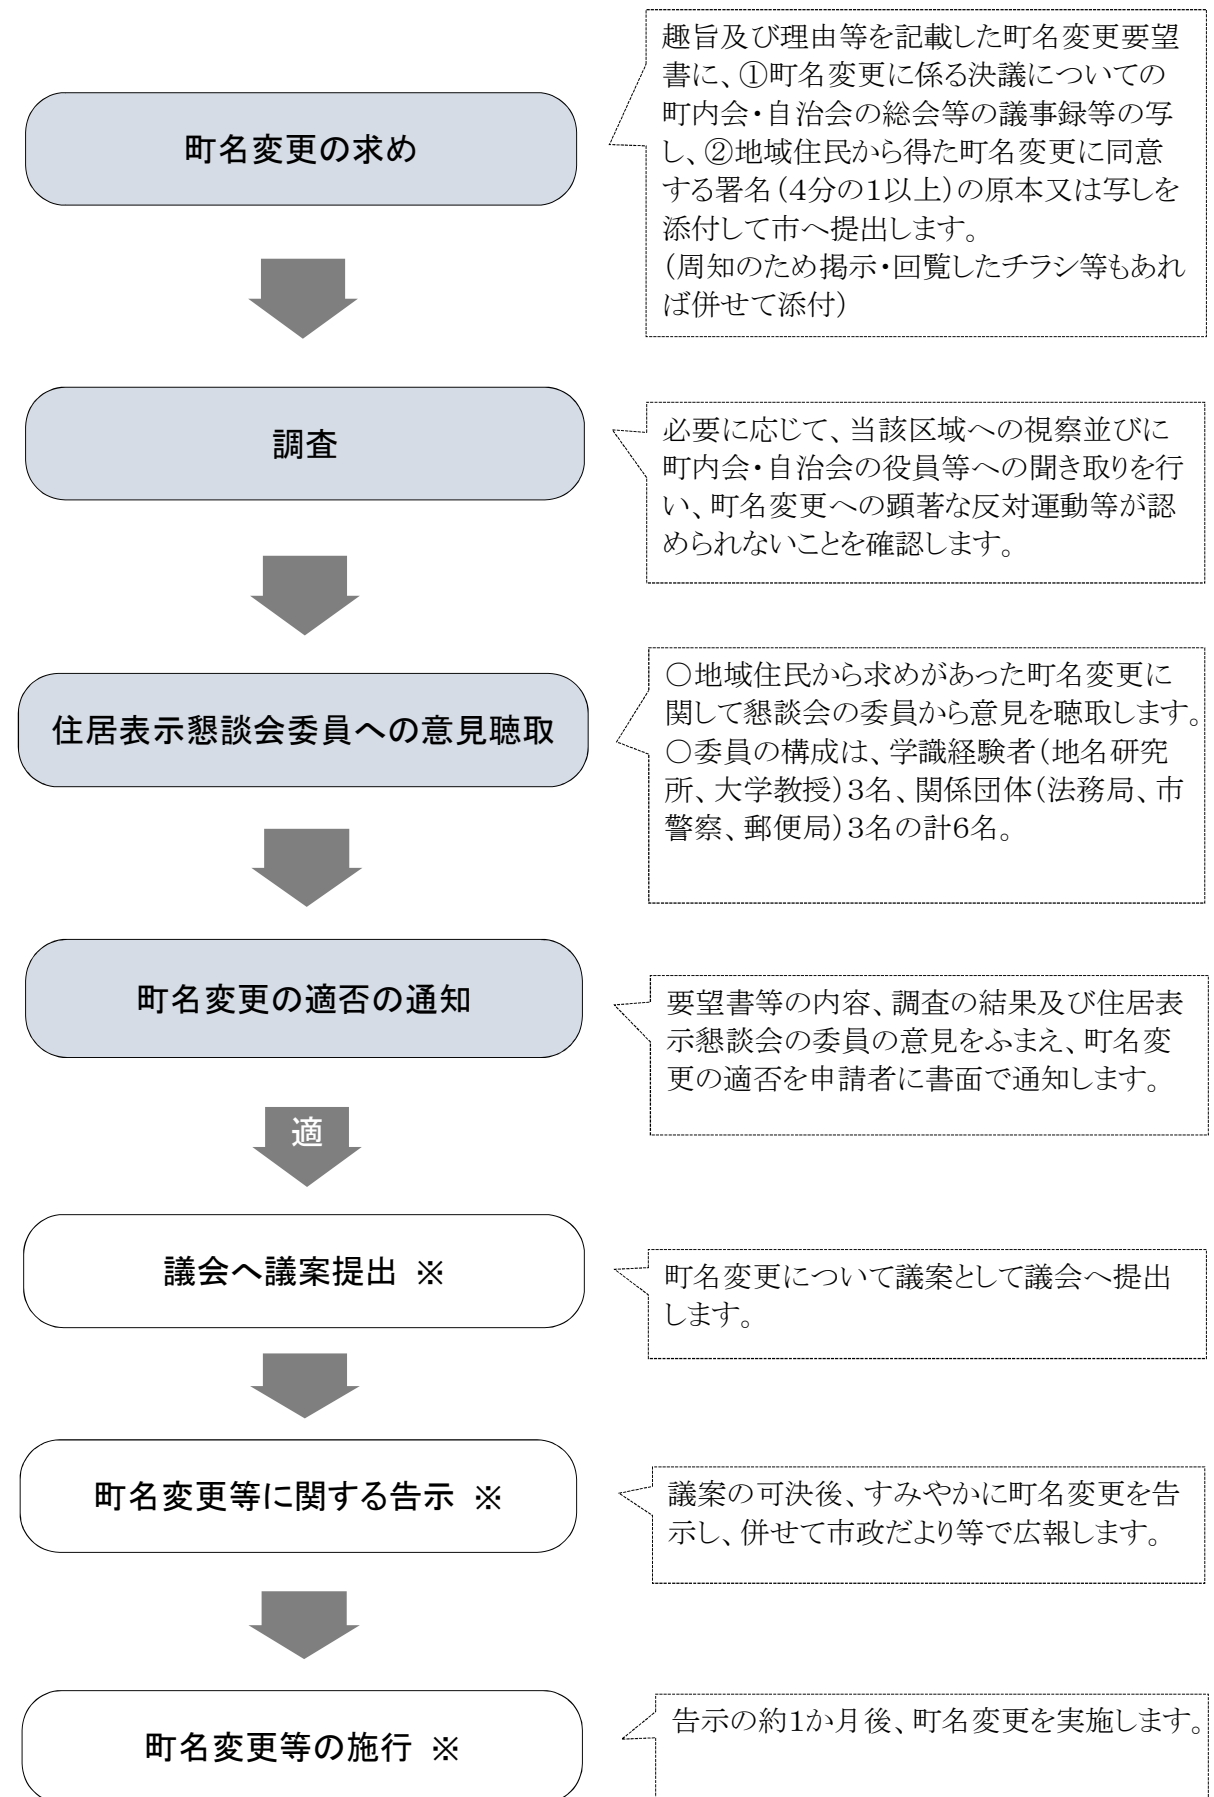 町名変更の求め
趣旨及び理由等を記載した町名変更要望
書に、①町名変更に係る決議についての
町内会・自治会の総会等の議事録等の写
し、②地域住民から得た町名変更に同意
する署名（4分の1以上）の原本又は写しを
添付して市へ提出します。
（周知のため掲示・回覧したチラシ等もあれ
ば併せて添付）
調査
必要に応じて、当該区域への視察並びに
町内会・自治会の役員等への聞き取りを行
い、町名変更への顕著な反対運動等が認
められないことを確認します。
住居表示懇談会委員への意見聴取
○地域住民から求めがあった町名変更に
関して懇談会の委員から意見を聴取します。
○委員の構成は、学識経験者（地名研究
所、大学教授）3名、関係団体（法務局、市
警察、郵便局）3名の計6名。
町名変更の適否の通知
要望書等の内容、調査の結果及び住居表
示懇談会の委員の意見をふまえ、町名変
更の適否を申請者に書面で通知します。
適
議会へ議案提出 ※
町名変更について議案として議会へ提出
します。
町名変更等に関する告示 ※
議案の可決後、すみやかに町名変更を告
示し、併せて市政だより等で広報します。
町名変更等の施行 ※
告示の約1か月後、町名変更を実施します。